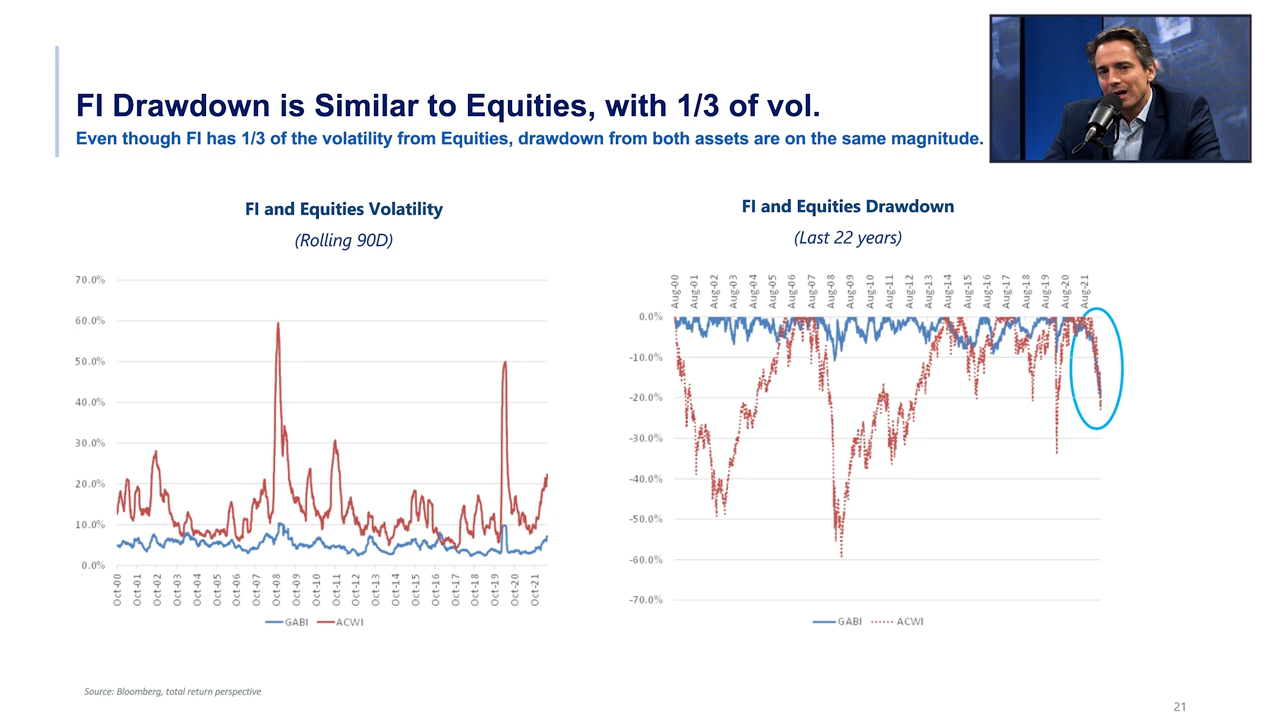 FI Drawdown is Similar to Equities, with 1/3 of vol.
Even though FI has 1/3 of the volatility from Equities, drawdown from both assets are on the same magnitude.
FI and Equities Volatility
(Rolling 90D)
70.0%
60.0%
50.0%
40.0%
30.0%
20.0%
10.0%
0.0%
Oct-00 Oct-01 Oct-02 Oct-03 Oct-04 Oct-05 Oct-06 Oct-07 Oct-08 Oct-09 Oct-10 Oct-11 Oct-12 Oct-13 Oct-14 Oct-15 Oct-16 Oct-17 Oct-18 Oct-19 Oct-20 Oct-21
GABI ACWI
FI and Equities Drawdown
(Last 22 years)
Aug-00 Aug-01 Aug-02 Aug-03 Aug-04 Aug-05 Aug-06 Aug-07 Aug-08 Aug-09 Aug-10 Aug-11 Aug-12 Aug-13 Aug-14 Aug-15 Aug-16 Aug-17 Aug-18 Aug-19 Aug-20 Aug-21
0.0%
-10.0%
-20.0%
-30.0%
-40.0%
-50.0%
-60.0%
-70.0%
GABI ACWI
Source: Bloomberg, total return perspective
21